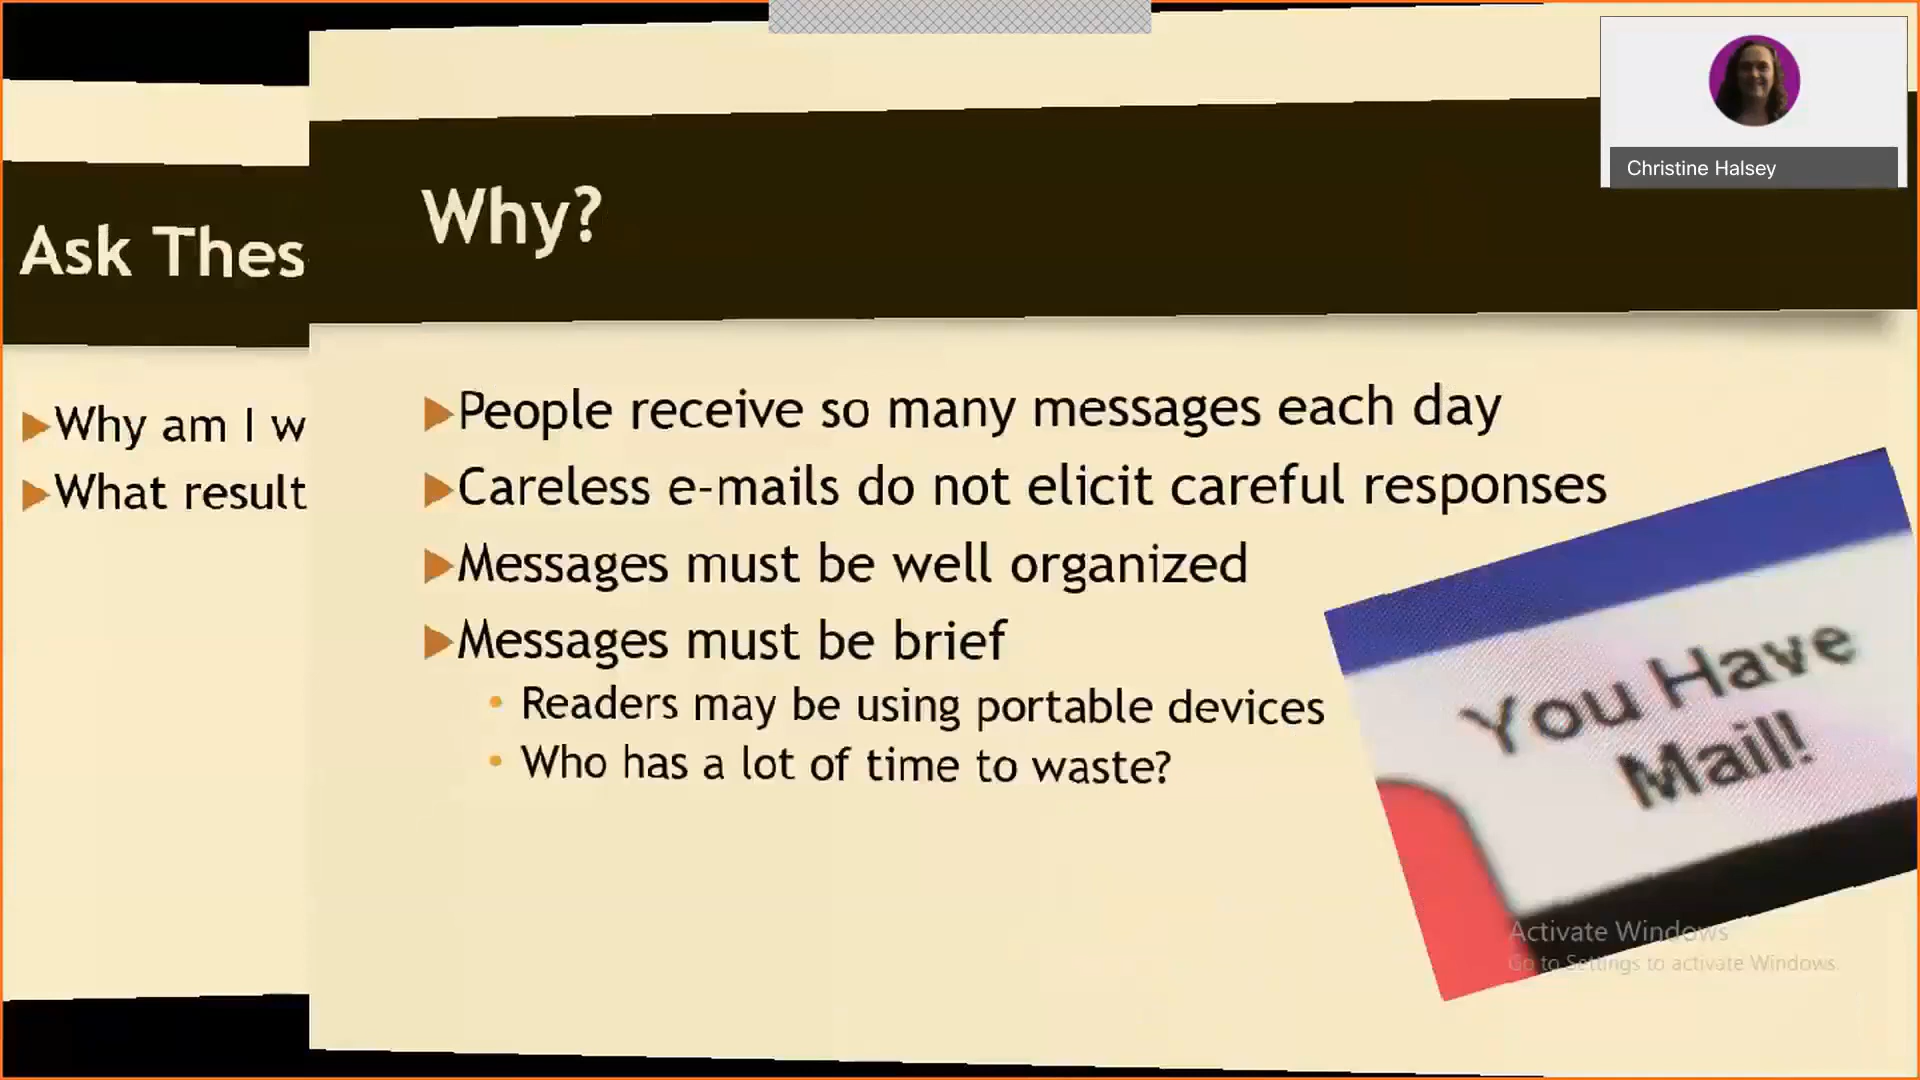 Christine Halsey
Ask Thes
Why am I w
What result
Why?
People receive so many messages each day
Careless e-mails do not elicit careful responses
Messages must be well organized
Messages must be brief
Readers may be using portable devices
Who has a lot of time to waste?
You Have
Mail!
Activate Windows
Go to Settings to activate Windows.